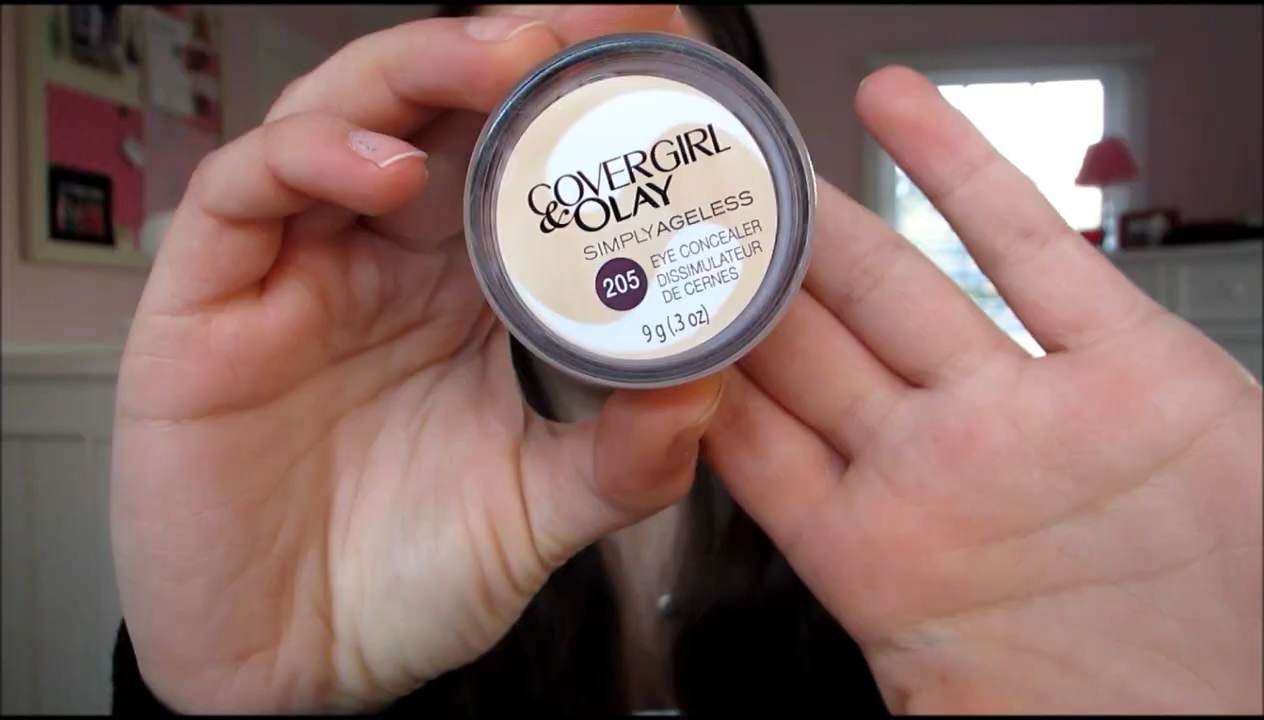 COVERGIRL
&OLAY
SIMPLYAGELESS
205
EYE CONCEALER
DISSIMULATEUR
DE CERNES
9 g (.3 oz)